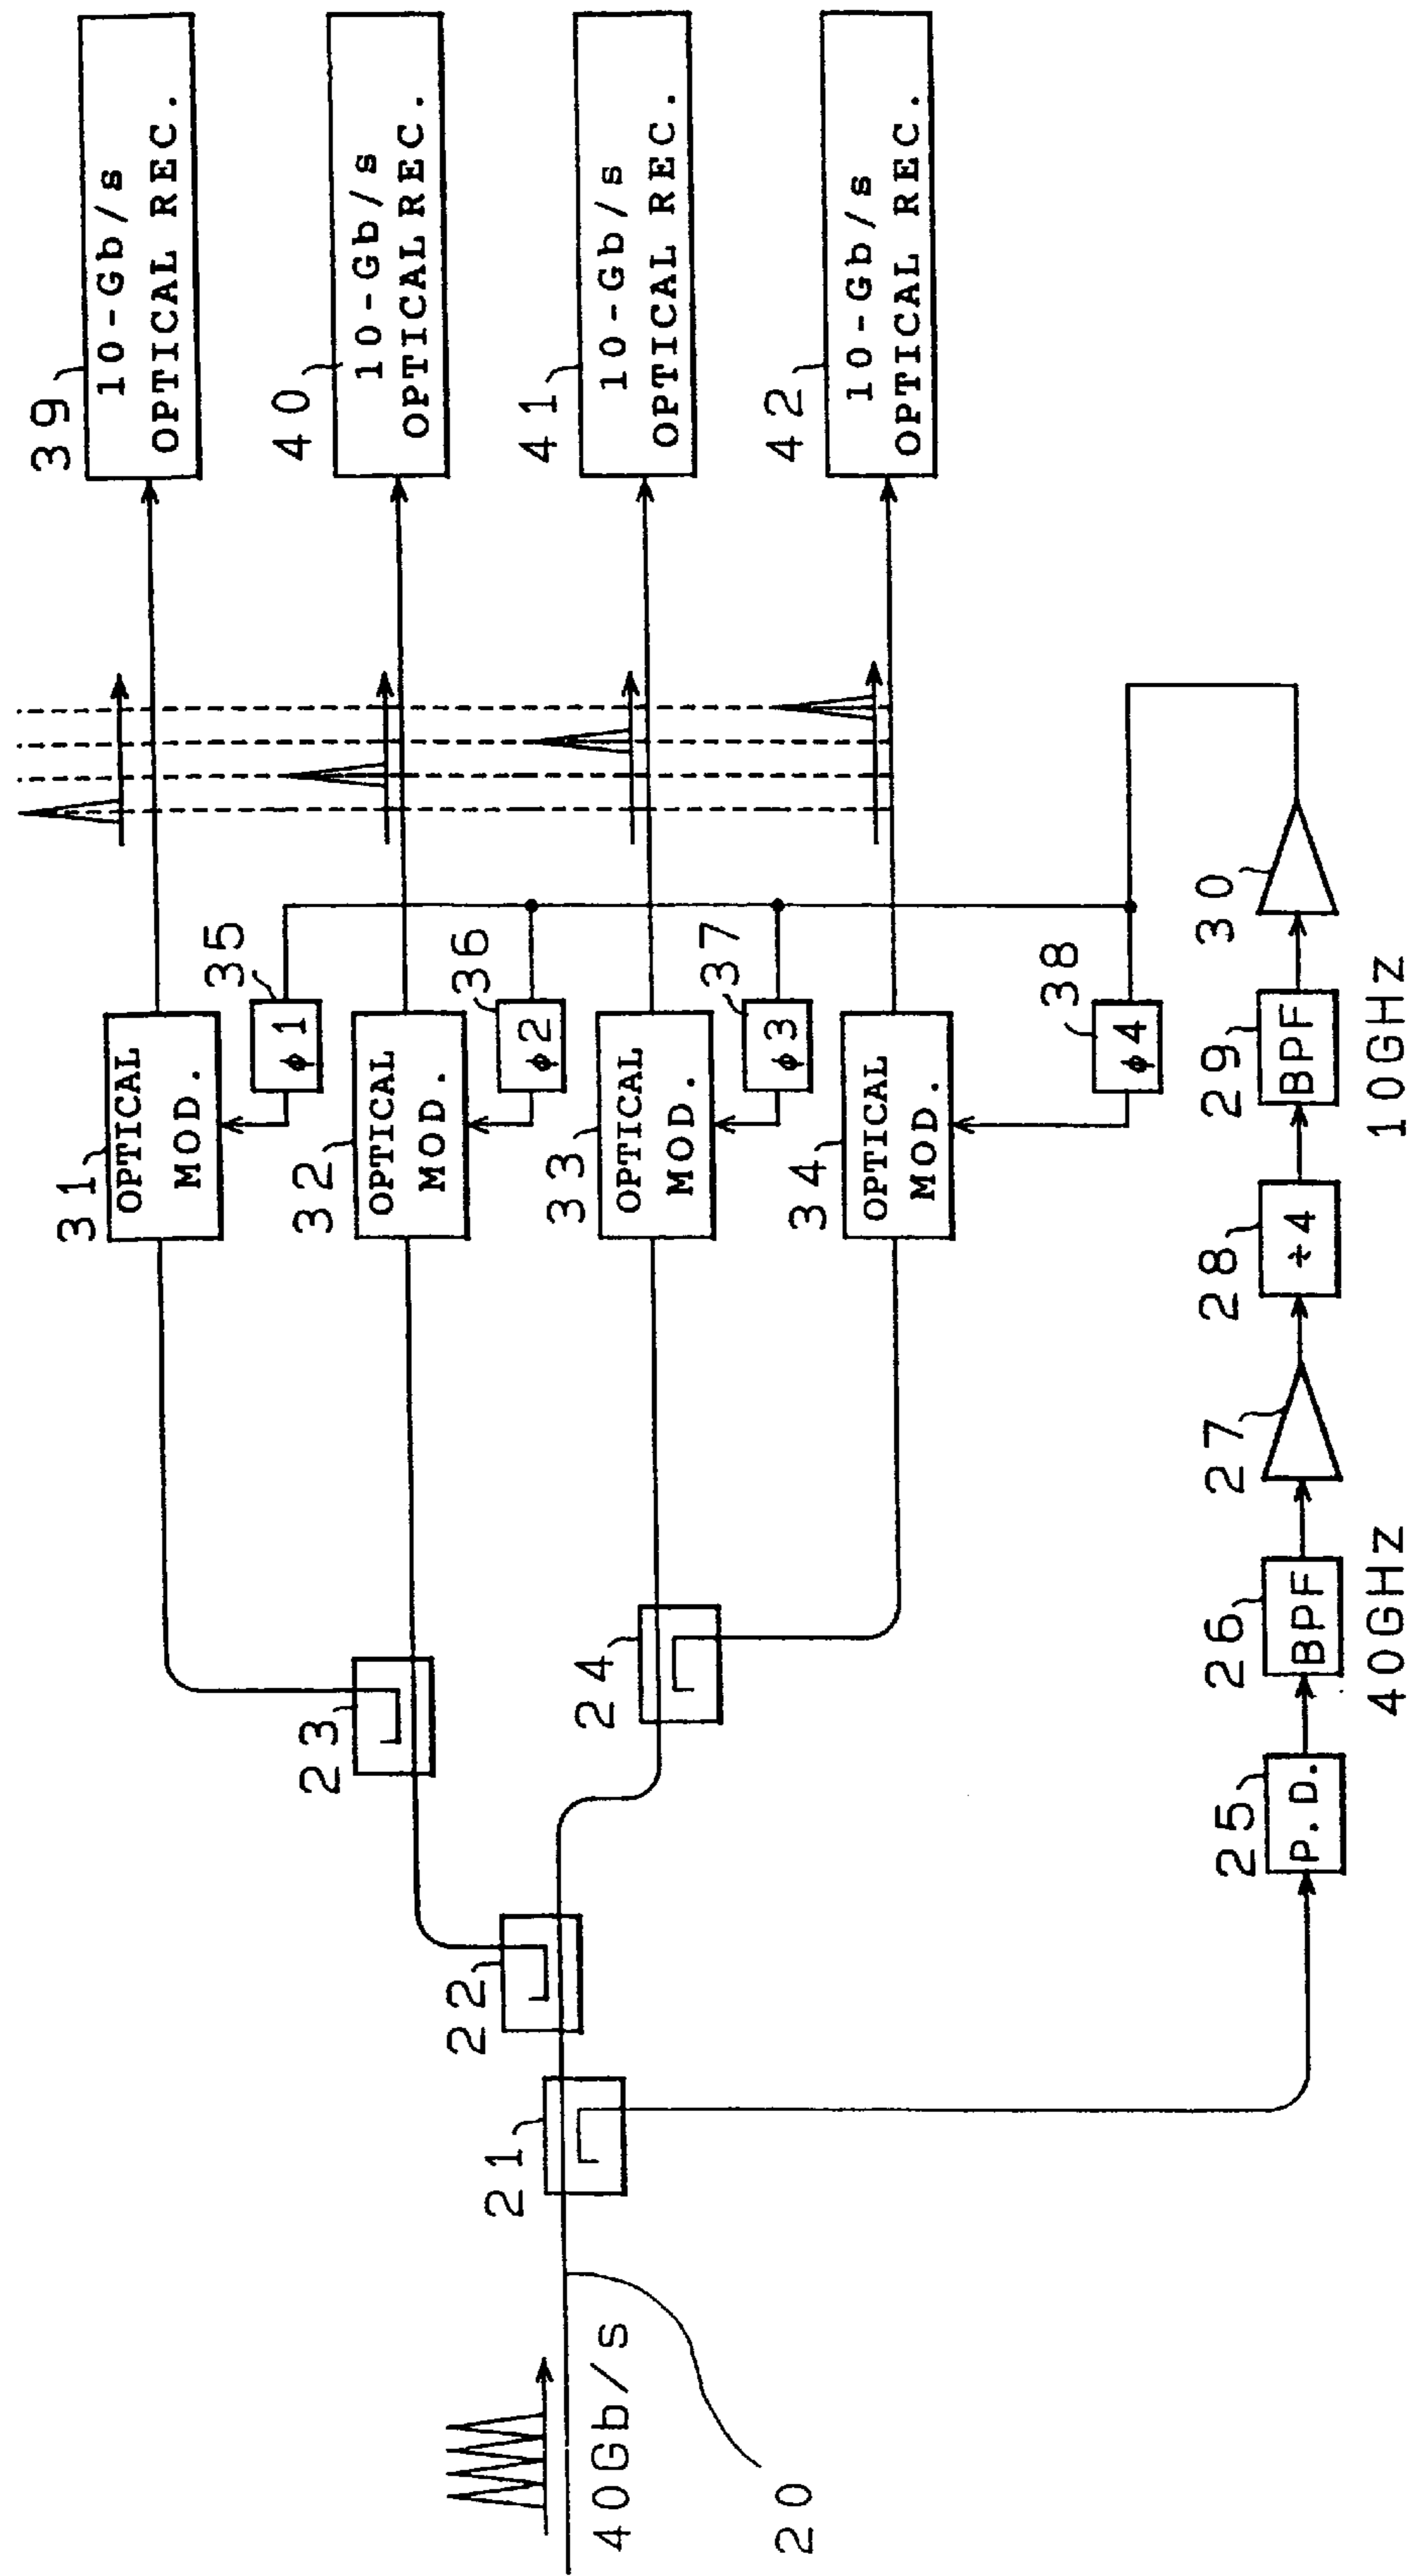 39
10-Gb/s
OPTICAL REC.
40
10-Gb/s
OPTICAL REC.
41
10-Gb/s
OPTICAL REC.
42
10-Gb/s
OPTICAL REC.
31
OPTICAL
MOD.
35
φ1
32
OPTICAL
MOD.
36
φ2
33
OPTICAL
MOD.
37
φ3
34
OPTICAL
MOD.
38
φ4
23
24
22
21
40Gb/s
20
25
P.D.
26
BPF
40GHz
27
28
÷4
29
BPF
10GHz
30